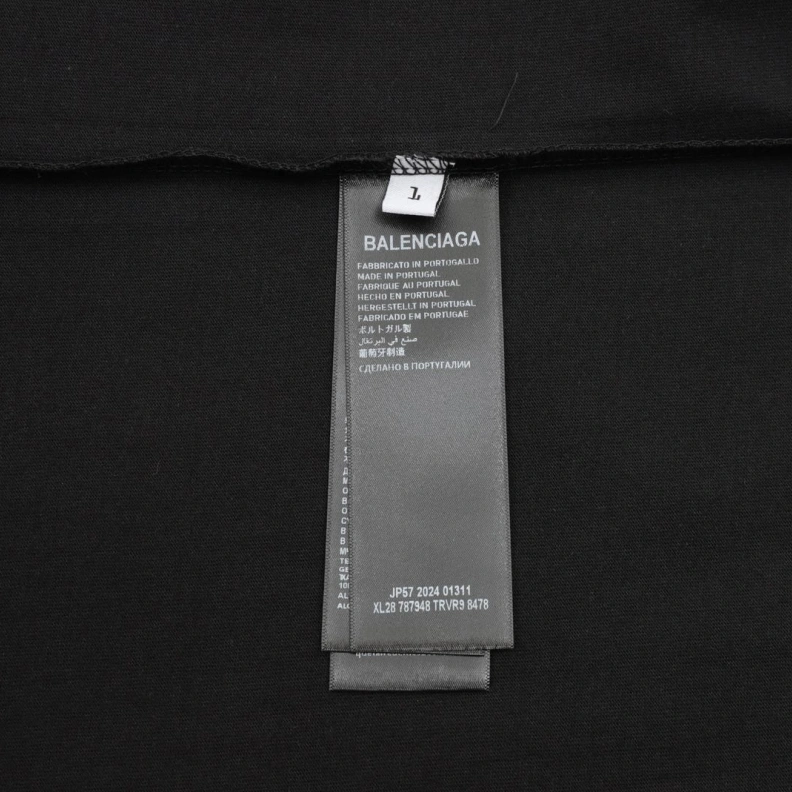 1
BALENCIAGA
FABBRICATO IN PORTOGALLO
MADE IN PORTUGAL
FABRIQUE AU PORTUGAL
HECHO EN PORTUGAL
HERGESTELLT IN PORTUGAL
FABRICADO EM PORTUGAE
ポルトガル製
صنع في البرتغال
葡萄牙制造
СДЕЛАНО В ПОРТУГАЛИИ
JP57 2024 01311
XL28 787948 TRVR9 8478